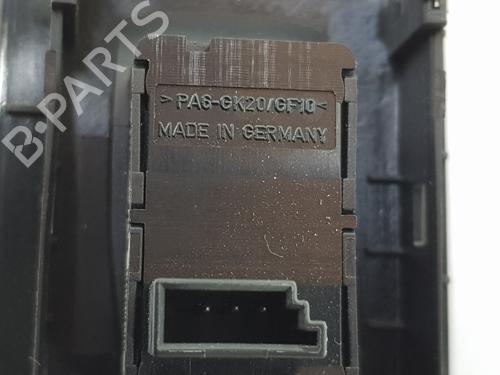 B-PARTS
>PA6-GK20/GF10<
MADE IN GERMANY